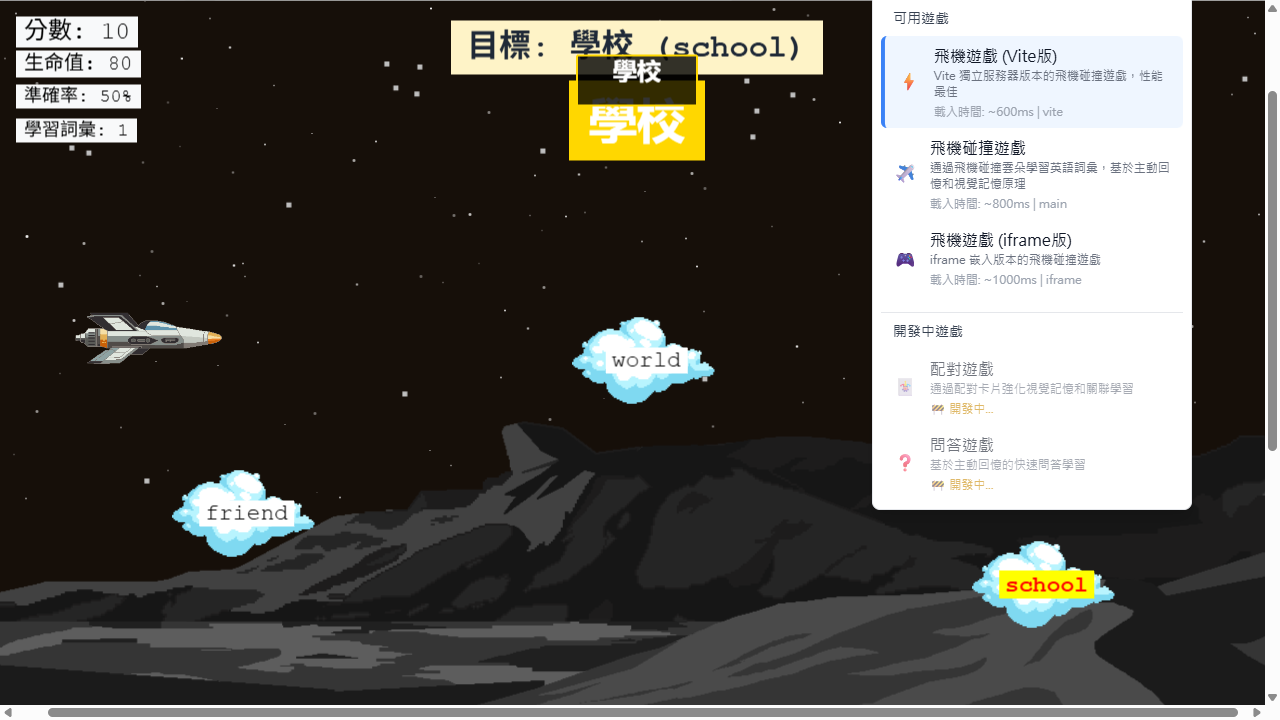 分數: 10
生命值: 80
準確率: 50%
學習詞彙: 1
目標: 學校 (school)
學校
學校
world
friend
school
可用遊戲
飛機遊戲 (Vite版)
Vite 獨立服務器版本的飛機碰撞遊戲，性能
最佳
載入時間: ~600ms | vite
飛機碰撞遊戲
通過飛機碰撞雲朵學習英語詞彙，基於主動回
憶和視覺記憶原理
載入時間: ~800ms | main
飛機遊戲 (iframe版)
iframe 嵌入版本的飛機碰撞遊戲
載入時間: ~1000ms | iframe
開發中遊戲
配對遊戲
通過配對卡片強化視覺記憶和關聯學習
🚧 開發中...
問答遊戲
基於主動回憶的快速問答學習
🚧 開發中...